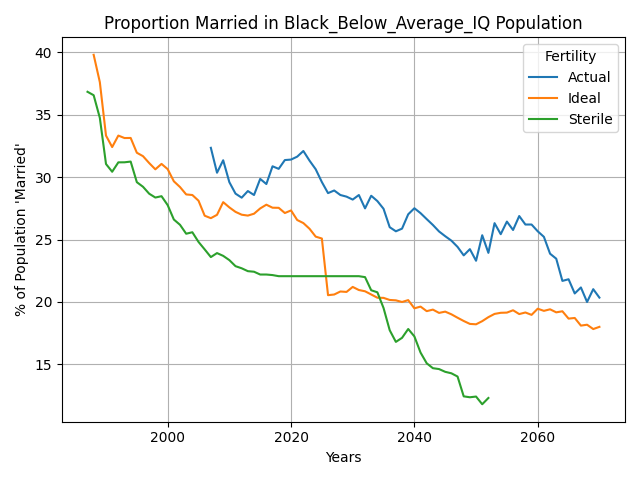 Proportion Married in Black_Below_Average_IQ Population
% of Population 'Married'
40
35
30
25
20
15
Fertility
Actual
Ideal
Sterile
2000
2020
2040
2060
Years